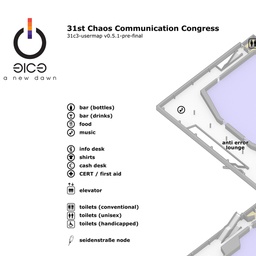 31st Chaos Communication Congress
31c3-usermap v0.5.1-pre-final
a new dawn
bar (bottles)
bar (drinks)
food
music
anti error
lounge
info desk
shirts
cash desk
CERT / first aid
elevator
toilets (conventional)
toilets (unisex)
toilets (handicapped)
seidenstraße node